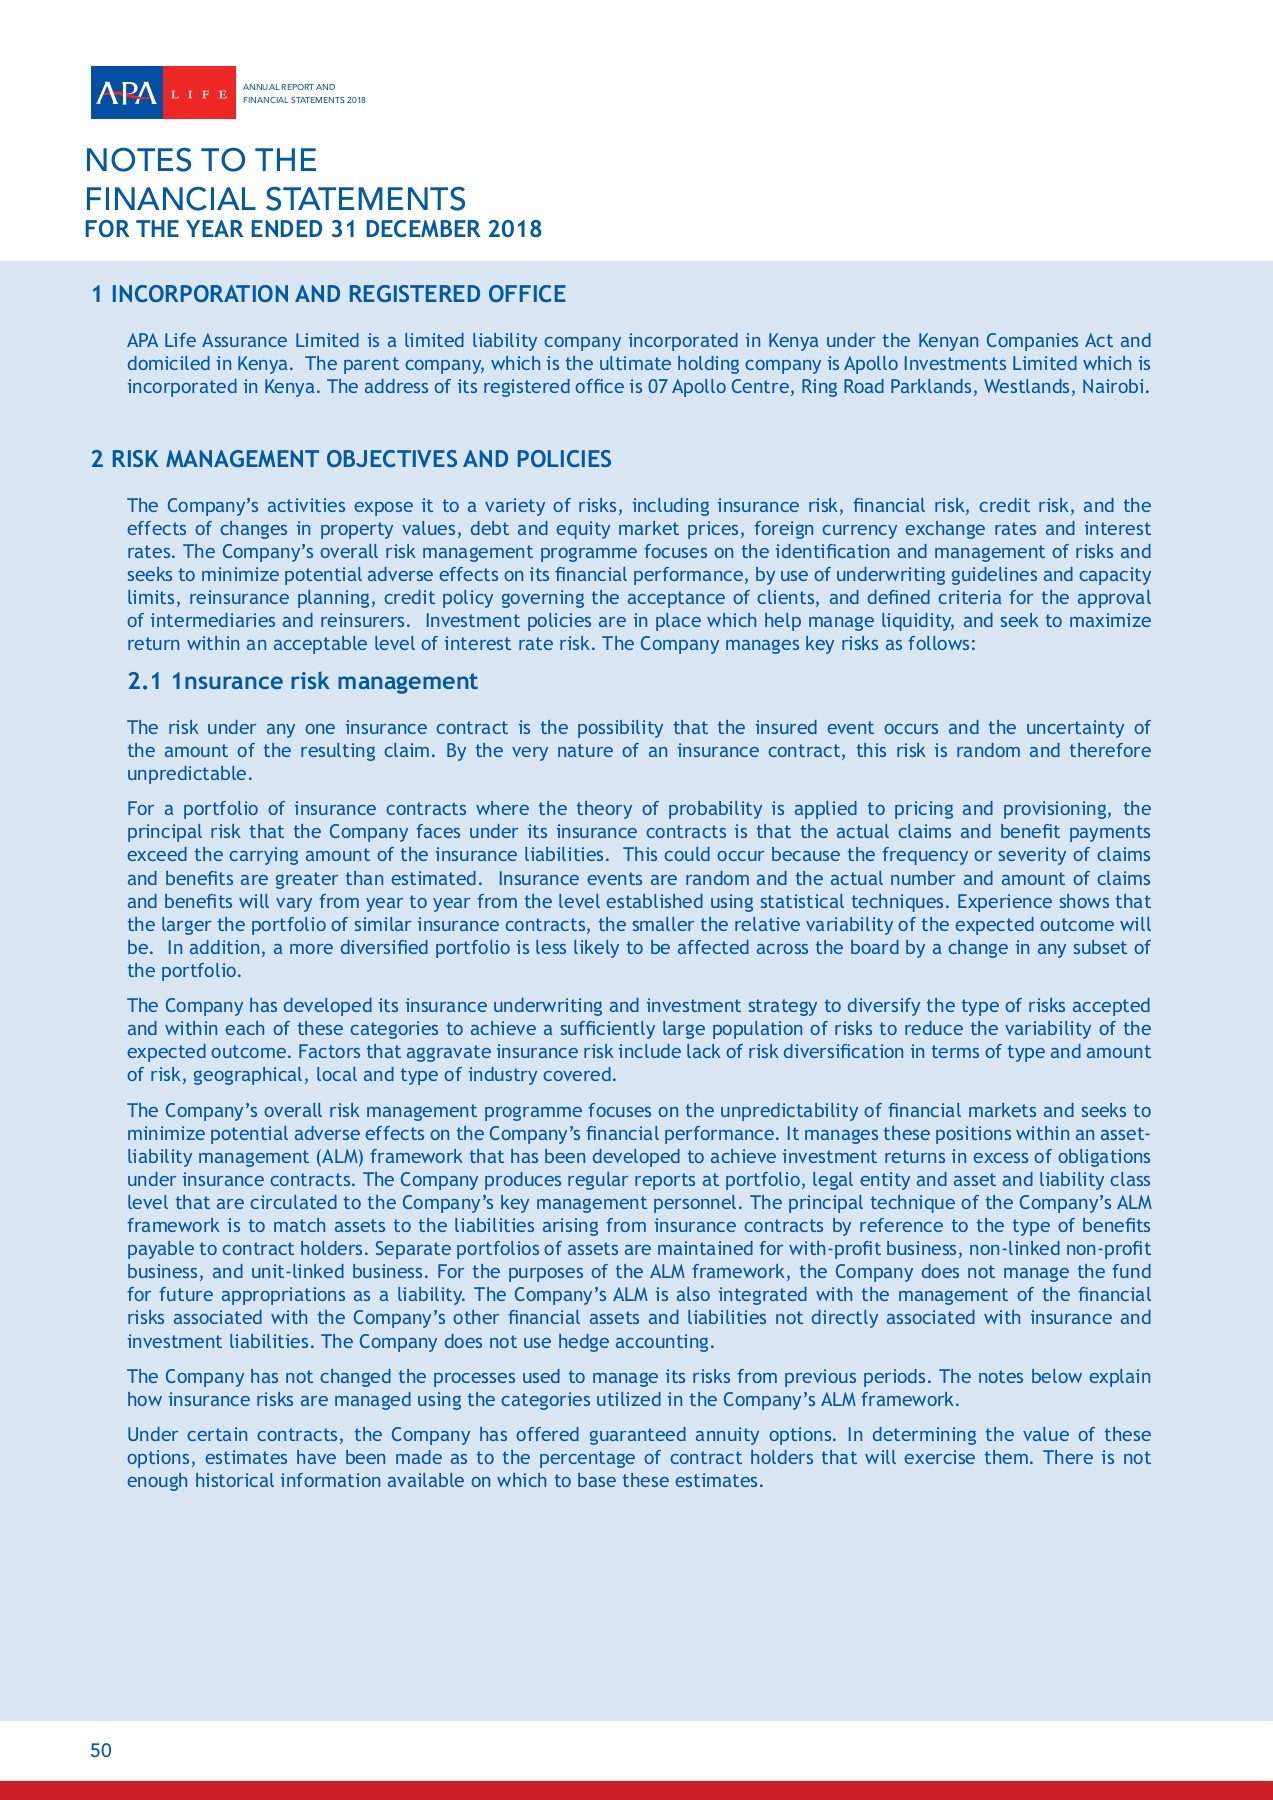 APA LIFE
ANNUAL REPORT AND
FINANCIAL STATEMENTS 2018
NOTES TO THE
FINANCIAL STATEMENTS
FOR THE YEAR ENDED 31 DECEMBER 2018
1 INCORPORATION AND REGISTERED OFFICE
APA Life Assurance Limited is a limited liability company incorporated in Kenya under the Kenyan Companies Act and
domiciled in Kenya.  The parent company, which is the ultimate holding company is Apollo Investments Limited which is
incorporated in Kenya. The address of its registered office is 07 Apollo Centre, Ring Road Parklands, Westlands, Nairobi.
2 RISK MANAGEMENT OBJECTIVES AND POLICIES
The Company’s activities expose it to a variety of risks, including insurance risk, financial risk, credit risk, and the
effects of changes in property values, debt and equity market prices, foreign currency exchange rates and interest
rates. The Company’s overall risk management programme focuses on the identification and management of risks and
seeks to minimize potential adverse effects on its financial performance, by use of underwriting guidelines and capacity
limits, reinsurance planning, credit policy governing the acceptance of clients, and defined criteria for the approval
of intermediaries and reinsurers.  Investment policies are in place which help manage liquidity, and seek to maximize
return within an acceptable level of interest rate risk. The Company manages key risks as follows:
2.1 1nsurance risk management
The risk under any one insurance contract is the possibility that the insured event occurs and the uncertainty of
the amount of the resulting claim. By the very nature of an insurance contract, this risk is random and therefore
unpredictable.
For a portfolio of insurance contracts where the theory of probability is applied to pricing and provisioning, the
principal risk that the Company faces under its insurance contracts is that the actual claims and benefit payments
exceed the carrying amount of the insurance liabilities.  This could occur because the frequency or severity of claims
and benefits are greater than estimated.  Insurance events are random and the actual number and amount of claims
and benefits will vary from year to year from the level established using statistical techniques. Experience shows that
the larger the portfolio of similar insurance contracts, the smaller the relative variability of the expected outcome will
be.  In addition, a more diversified portfolio is less likely to be affected across the board by a change in any subset of
the portfolio.
The Company has developed its insurance underwriting and investment strategy to diversify the type of risks accepted
and within each of these categories to achieve a sufficiently large population of risks to reduce the variability of the
expected outcome. Factors that aggravate insurance risk include lack of risk diversification in terms of type and amount
of risk, geographical, local and type of industry covered.
The Company’s overall risk management programme focuses on the unpredictability of financial markets and seeks to
minimize potential adverse effects on the Company’s financial performance. It manages these positions within an asset-
liability management (ALM) framework that has been developed to achieve investment returns in excess of obligations
under insurance contracts. The Company produces regular reports at portfolio, legal entity and asset and liability class
level that are circulated to the Company’s key management personnel. The principal technique of the Company’s ALM
framework is to match assets to the liabilities arising from insurance contracts by reference to the type of benefits
payable to contract holders. Separate portfolios of assets are maintained for with-profit business, non-linked non-profit
business, and unit-linked business. For the purposes of the ALM framework, the Company does not manage the fund
for future appropriations as a liability. The Company’s ALM is also integrated with the management of the financial
risks associated with the Company’s other financial assets and liabilities not directly associated with insurance and
investment liabilities. The Company does not use hedge accounting.
The Company has not changed the processes used to manage its risks from previous periods. The notes below explain
how insurance risks are managed using the categories utilized in the Company’s ALM framework.
Under certain contracts, the Company has offered guaranteed annuity options. In determining the value of these
options, estimates have been made as to the percentage of contract holders that will exercise them. There is not
enough historical information available on which to base these estimates.
50